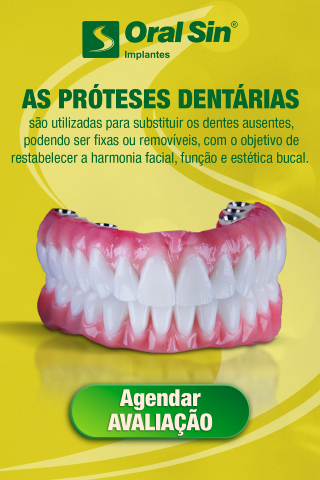 Oral Sin®
Implantes
AS PRÓTESES DENTÁRIAS
são utilizadas para substituir os dentes ausentes,
podendo ser fixas ou removíveis, com o objetivo de
restabelecer a harmonia facial, função e estética bucal.
Agendar
AVALIAÇÃO